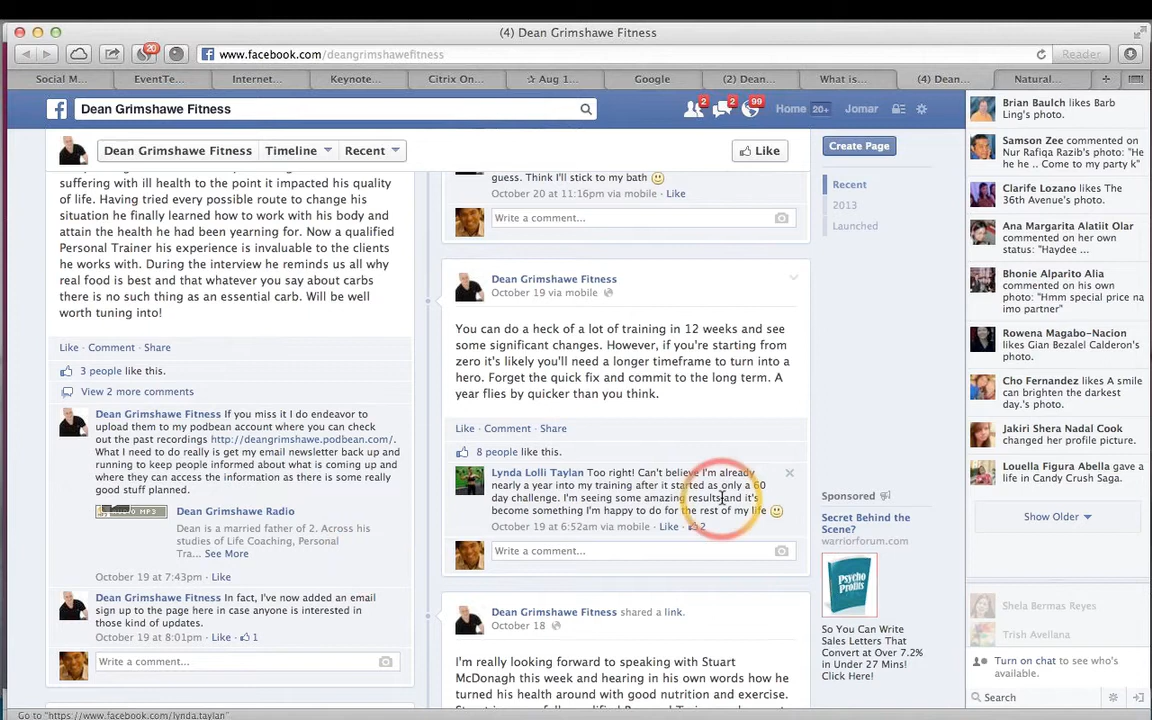 (4) Dean Grimshawe Fitness
20
www.facebook.com/deangrimshawefitness
Reader
Social M...
EventTe...
Internet...
Keynote...
Citrix On...
☆ Aug 1...
Google
(2) Dean...
What is...
(4) Dean...
Natural...
Dean Grimshawe Fitness
2
2
99
Home 20+
Jomar
Dean Grimshawe Fitness
Timeline
Recent
Like
Create Page
Recent
2013
Launched
suffering with ill health to the point it impacted his quality
of life. Having tried every possible route to change his
situation he finally learned how to work with his body and
attain the health he had been yearning for. Now a qualified
Personal Trainer his experience is invaluable to the clients
he works with. During the interview he reminds us all why
real food is best and that whatever you say about carbs
there is no such thing as an essential carb. Will be well
worth tuning into!
Like · Comment · Share
3 people like this.
View 2 more comments
Dean Grimshawe Fitness If you miss it I do endeavor to
upload them to my podbean account where you can check
out the past recordings http://deangrimshawe.podbean.com/.
What I need to do really is get my email newsletter back up and
running to keep people informed about what is coming up and
where they can access the information as there is some really
good stuff planned.
MP3
Dean Grimshawe Radio
Dean is a married father of 2. Across his
studies of Life Coaching, Personal
Tra... See More
October 19 at 7:43pm · Like
Dean Grimshawe Fitness In fact, I've now added an email
sign up to the page here in case anyone is interested in
those kind of updates.
October 19 at 8:01pm · Like · 1
Write a comment...
guess. Think I'll stick to my bath
October 20 at 11:16pm via mobile · Like
Write a comment...
Dean Grimshawe Fitness
October 19 via mobile
You can do a heck of a lot of training in 12 weeks and see
some significant changes. However, if you're starting from
zero it's likely you'll need a longer timeframe to turn into a
hero. Forget the quick fix and commit to the long term. A
year flies by quicker than you think.
Like · Comment · Share
8 people like this.
Lynda Lolli Taylan Too right! Can't believe I'm already
nearly a year into my training after it started as only a 60
day challenge. I'm seeing some amazing results and it's
become something I'm happy to do for the rest of my life
October 19 at 6:52am via mobile · Like · 2
Write a comment...
Dean Grimshawe Fitness shared a link.
October 18
I'm really looking forward to speaking with Stuart
McDonagh this week and hearing in his own words how he
turned his health around with good nutrition and exercise.
Sponsored
Secret Behind the
Scene?
warriorforum.com
Psycho
Profits
So You Can Write
Sales Letters That
Convert at Over 7.2%
in Under 27 Mins!
Click Here!
Brian Baulch likes Barb
Ling's photo.
Samson Zee commented on
Nur Rafiqa Razib's photo: "He
he he .. Come to my party k"
Clarife Lozano likes The
36th Avenue's photo.
Ana Margarita Alatiit Olar
commented on her own
status: "Haydee ...
Bhonie Alparito Alia
commented on her own
photo: "Hmm special price na
imo partner"
Rowena Magabo-Nacion
likes Gian Bezalel Calderon's
photo.
Cho Fernandez likes A smile
can brighten the darkest
day.'s photo.
Jakiri Shera Nadal Cook
changed her profile picture.
Louella Figura Abella gave a
life in Candy Crush Saga.
Show Older
Shela Bermas Reyes
Trish Avellana
Turn on chat to see who's
available.
Search
Go to "https://www.facebook.com/lynda.taylan"